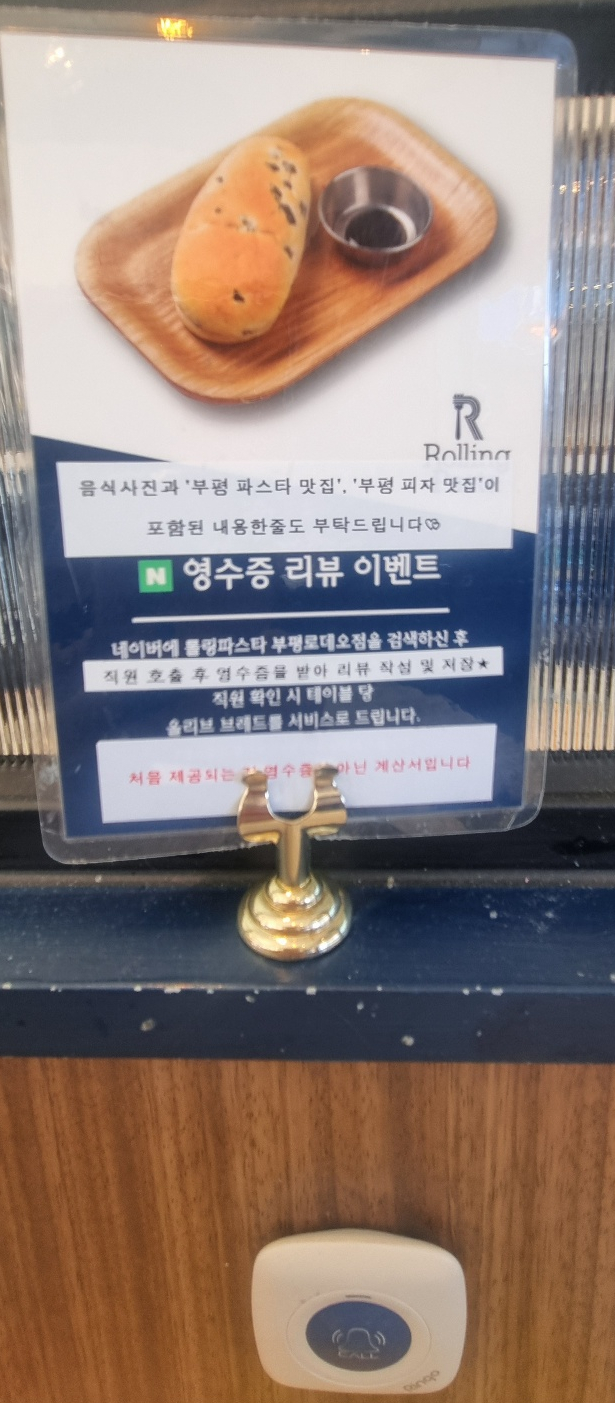 R
Rolling
음식사진과 '부평 파스타 맛집', '부평 피자 맛집'이
포함된 내용한줄도 부탁드립니다
N 영수증 리뷰 이벤트
네이버에 롤링파스타 부평로데오점을 검색하신 후
직원 호출 후 영수증을 받아 리뷰 작성 및 저장★
직원 확인 시 테이블 당
올리브 브레드를 서비스로 드립니다.
처음 제공되는 영수증 아닌 계산서입니다
CALL